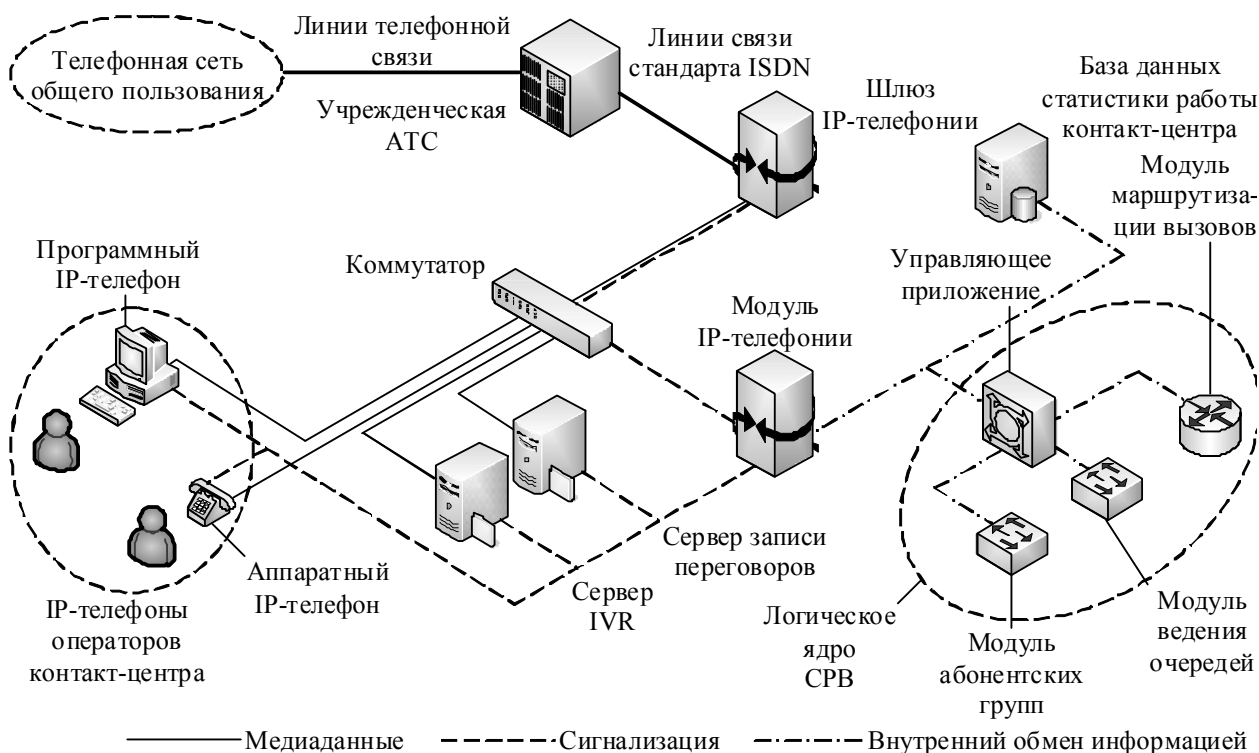 Телефонная сеть
общего пользования
Линии телефонной
связи
Учрежденческая
АТС
Линии связи
стандарта ISDN
Шлюз
IP-телефонии
База данных
статистики работы
контакт-центра
Модуль
маршрутиза-
ции вызовов
Программный
IP-телефон
Коммутатор
Модуль
IP-телефонии
Управляющее
приложение
Аппаратный
IP-телефон
IP-телефоны
операторов
контакт-центра
Сервер
IVR
Сервер записи
переговоров
Логическое
ядро
СРВ
Модуль
абонентских
групп
Модуль
ведения
очередей
Медиаданные
Сигнализация
Внутренний обмен информацией